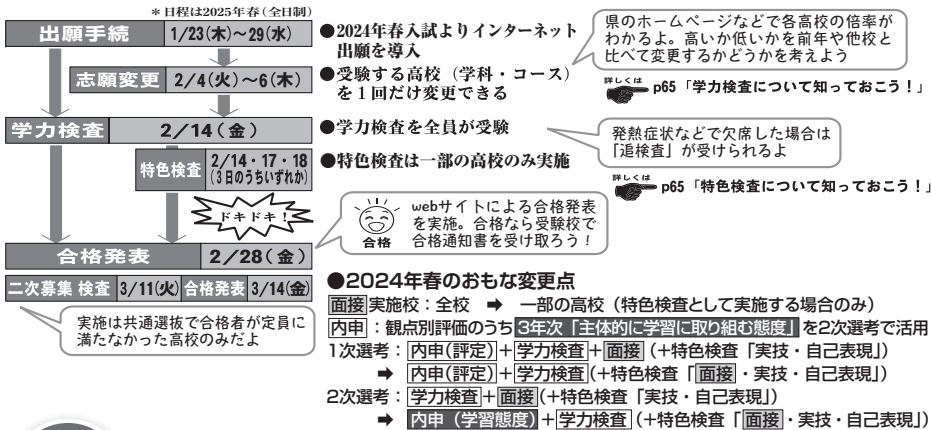 ＊日程は2025年春(全日制)
出願手続 1/23(木)～29(水)
●2024年春入試よりインターネット
出願を導入
県のホームページなどで各高校の倍率が
わかるよ。高いか低いかを前年や他校と
比べて変更するかどうかを考えよう
志願変更 2/4(火)～6(木)
●受験する高校（学科・コース）
を1回だけ変更できる
詳しくは
p65「学力検査について知っておこう！」
学力検査 2/14(金)
●学力検査を全員が受験
発熱症状などで欠席した場合は
「追検査」が受けられるよ
特色検査 2/14・17・18
(3日のうちいずれか)
●特色検査は一部の高校のみ実施
詳しくは
p65「特色検査について知っておこう！」
ドキドキ！
合格
webサイトによる合格発表
を実施。合格なら受験校で
合格通知書を受け取ろう！
合格発表 2/28(金)
二次募集 検査 3/11(火) 合格発表 3/14(金)
実施は共通選抜で合格者が定員に
満たなかった高校のみだよ
●2024年春のおもな変更点
面接実施校：全校 ➡ 一部の高校（特色検査として実施する場合のみ）
内申：観点別評価のうち3年次「主体的に学習に取り組む態度」を2次選考で活用
1次選考：内申(評定)＋学力検査＋面接(＋特色検査「実技・自己表現」)
➡ 内申(評定)＋学力検査(＋特色検査「面接・実技・自己表現」)
2次選考：学力検査＋面接(＋特色検査「実技・自己表現」)
➡ 内申（学習態度）＋学力検査(＋特色検査「面接・実技・自己表現」)